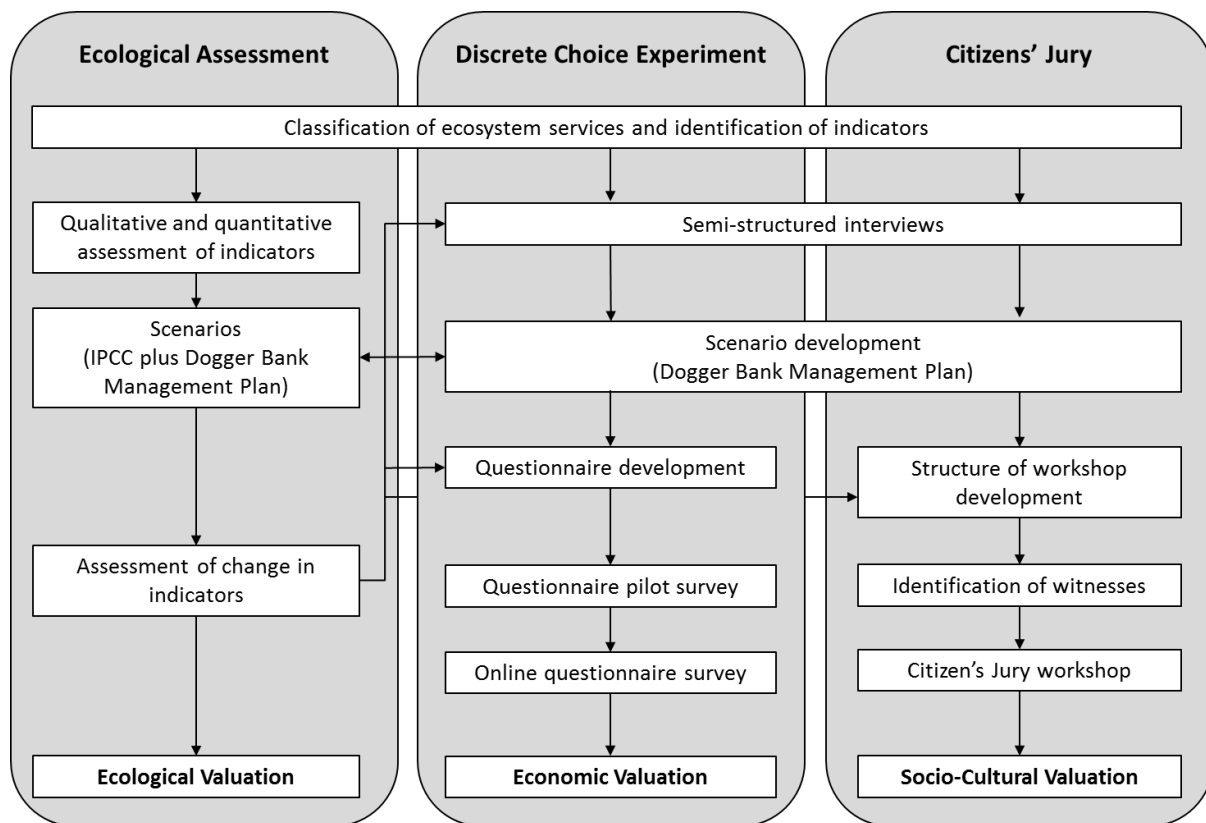 Ecological Assessment
Discrete Choice Experiment
Citizens’ Jury
Classification of ecosystem services and identification of indicators
Qualitative and quantitative
assessment of indicators
Semi-structured interviews
Scenarios
(IPCC plus Dogger Bank
Management Plan)
Scenario development
(Dogger Bank Management Plan)
Questionnaire development
Structure of workshop
development
Assessment of change in
indicators
Questionnaire pilot survey
Identification of witnesses
Online questionnaire survey
Citizen’s Jury workshop
Ecological Valuation
Economic Valuation
Socio-Cultural Valuation